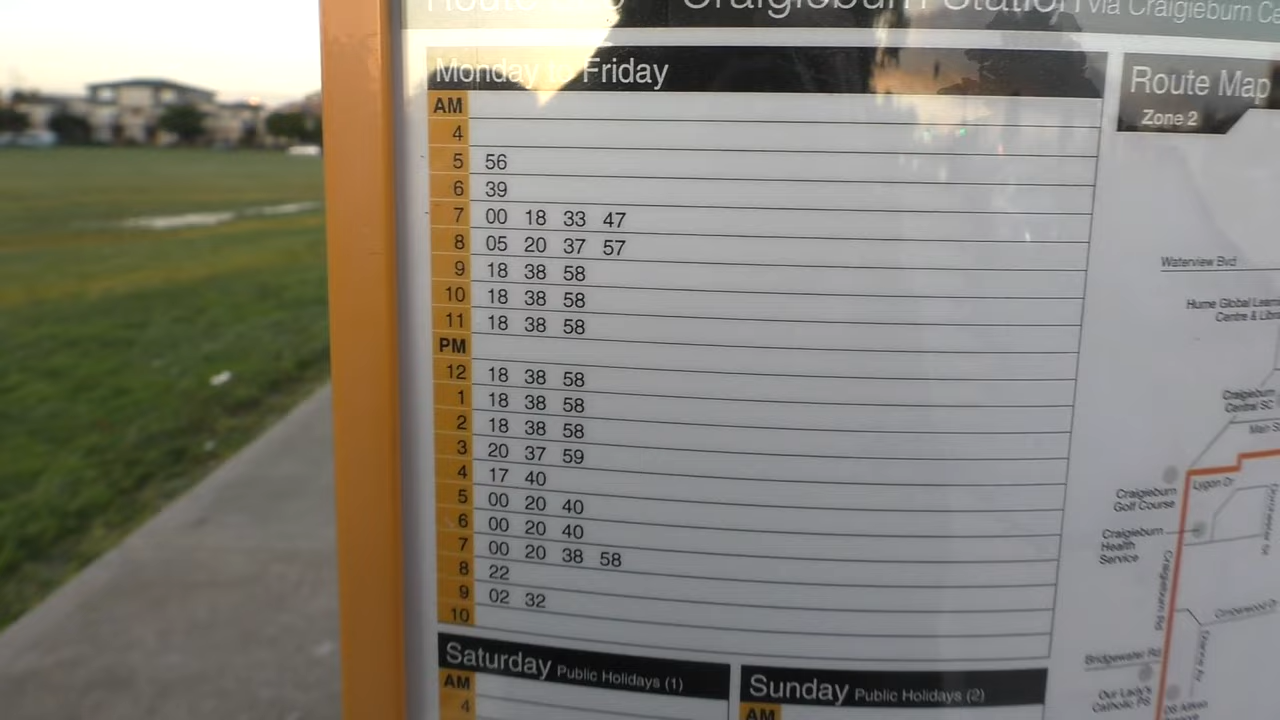 Craigieburn Station via Craigieburn
Monday to Friday
AM
4
5 56
6 39
7 00 18 33 47
8 05 20 37 57
9 18 38 58
10 18 38 58
11 18 38 58
PM
12 18 38 58
1 18 38 58
2 18 38 58
3 20 37 59
4 17 40
5 00 20 40
6 00 20 40
7 00 20 38 58
8 22
9 02 32
10
Saturday Public Holidays (1)
AM
4
Sunday Public Holidays (2)
AM
Route Map
Zone 2
Waterview Blvd
Hume Global
Centre &
Craigieburn
Central SC
Main
Lygon Dr
Craigieburn
Golf Course
Craigieburn
Health
Service
Craigieburn Rd
Bridgewater Rd
Our Lady's
Catholic PS